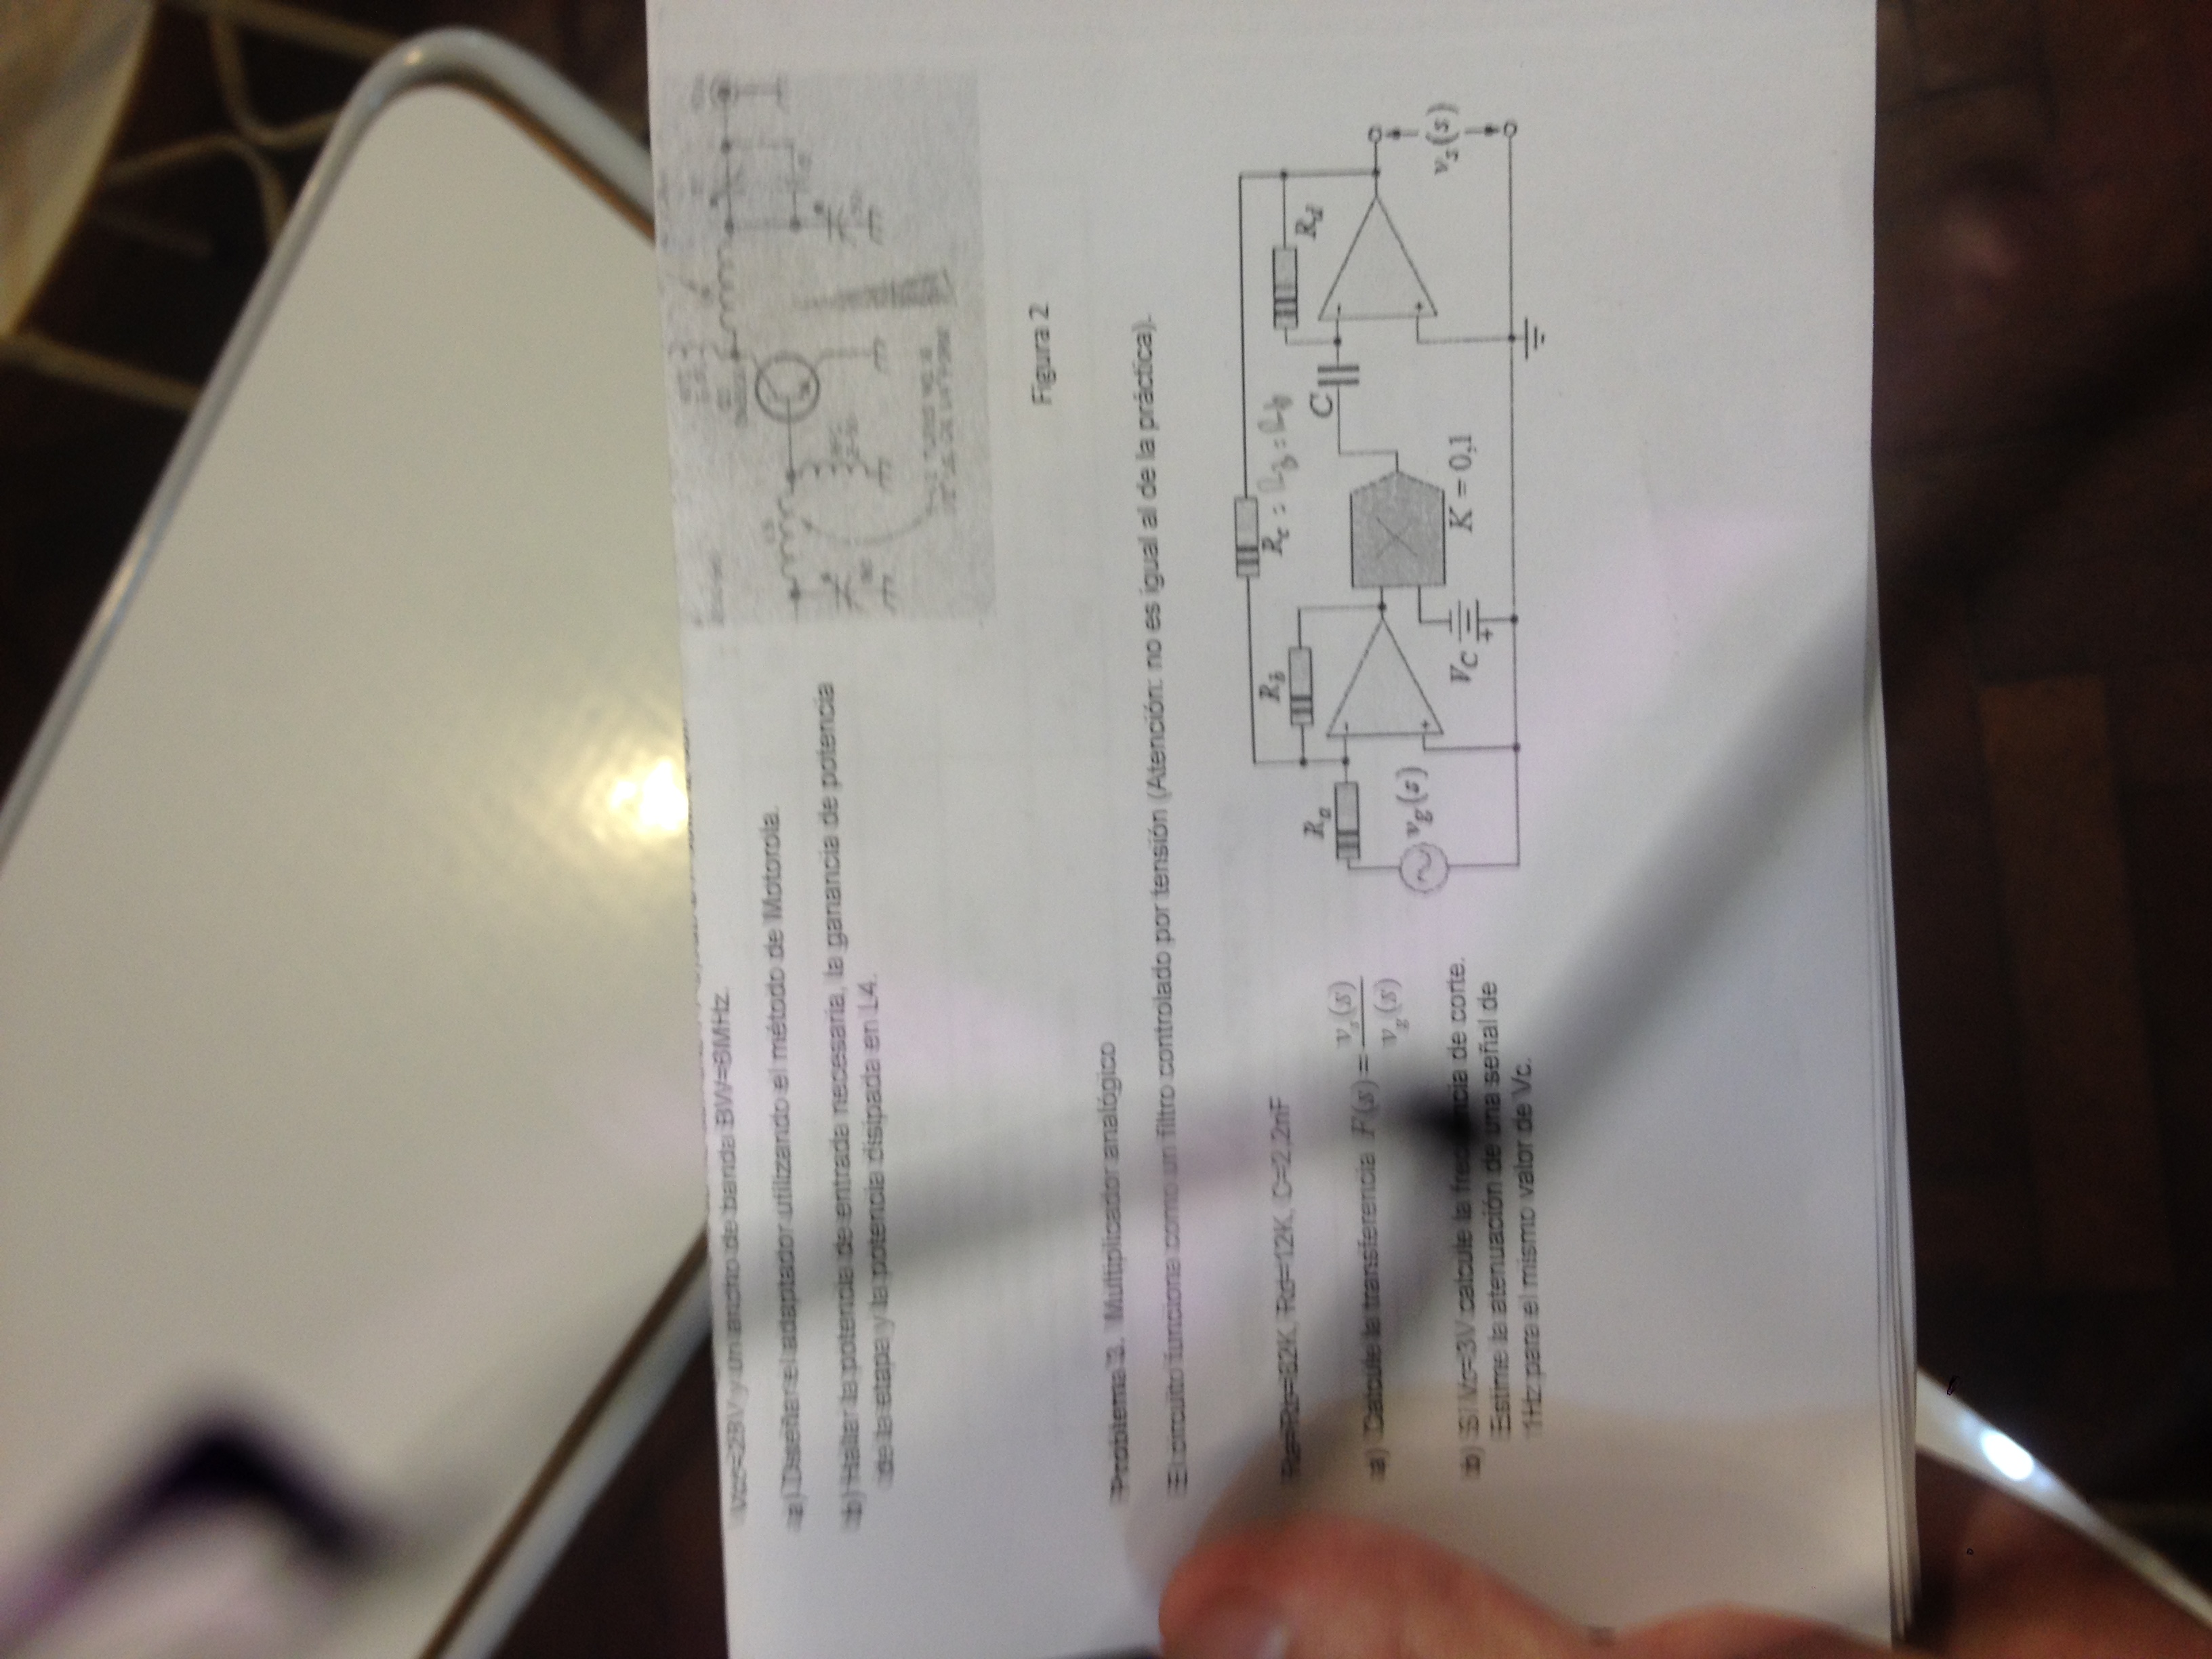 Vcc=28V y un ancho de banda BW=6MHz.
a) Diseñar el adaptador utilizando el método de Motorola.
b) Hallar la potencia de entrada necesaria, la ganancia de potencia
de la etapa y la potencia disipada en L4.
Figura 2
Problema 3. Multiplicador analógico
El circuito funciona como un filtro controlado por tensión (Atención: no es igual al de la práctica).
Ra=Rb=82K, Rd=12K, C=2,2nF
a) Calcule la transferencia F(s)= v_s(s) / v_g(s)
b) Si Vc=3V calcule la frecuencia de corte.
Estime la atenuación de una señal de
1Hz para el mismo valor de Vc.
R_c = R_a = R_b
R_b
R_a
C
R_d
v_g(s)
V_C
+
K = 0,1
v_s(s)